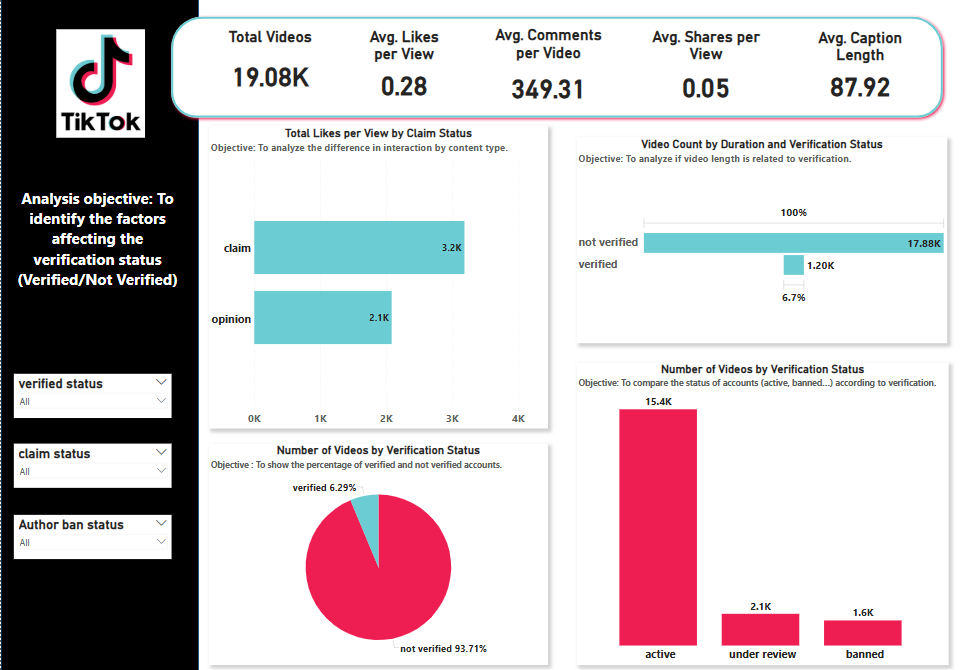 TikTok
Analysis objective: To
identify the factors
affecting the
verification status
(Verified/Not Verified)
verified status
All
claim status
All
Author ban status
All
Total Videos
19.08K
Avg. Likes
per View
0.28
Avg. Comments
per Video
349.31
Avg. Shares per
View
0.05
Avg. Caption
Length
87.92
Total Likes per View by Claim Status
Objective: To analyze the difference in interaction by content type.
claim
3.2K
opinion
2.1K
0K 1K 2K 3K 4K
Video Count by Duration and Verification Status
Objective: To analyze if video length is related to verification.
100%
not verified
17.88K
verified
1.20K
6.7%
Number of Videos by Verification Status
Objective : To show the percentage of verified and not verified accounts.
verified 6.29%
not verified 93.71%
Number of Videos by Verification Status
Objective: To compare the status of accounts (active, banned...) according to verification.
15.4K
2.1K
1.6K
active under review banned